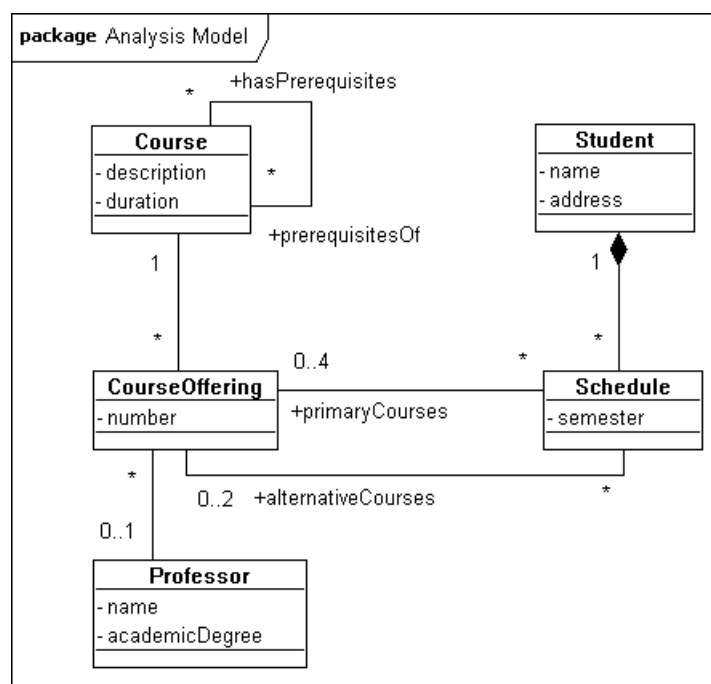 package Analysis Model
+hasPrerequisites
*
Course
- description
- duration
*
+prerequisitesOf
Student
- name
- address
1
1
*
*
0..4
*
CourseOffering
- number
+primaryCourses
Schedule
- semester
*
0..2
+alternativeCourses
*
0..1
Professor
- name
- academicDegree